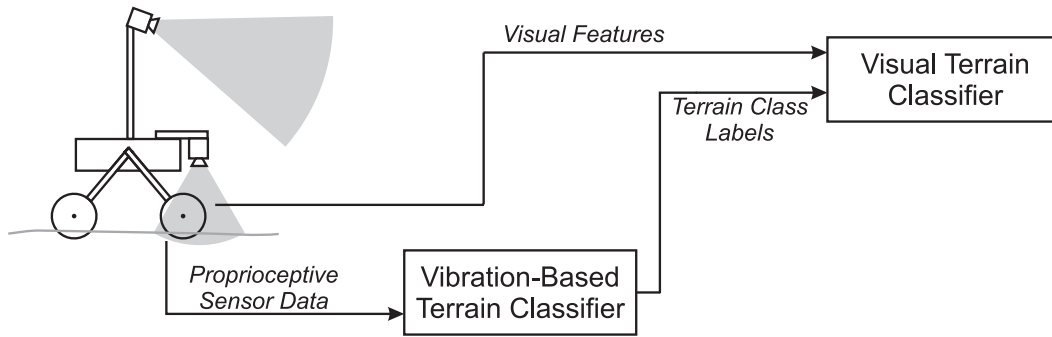 Visual Features
Visual Terrain
Classifier
Terrain Class
Labels
Proprioceptive
Sensor Data
Vibration-Based
Terrain Classifier